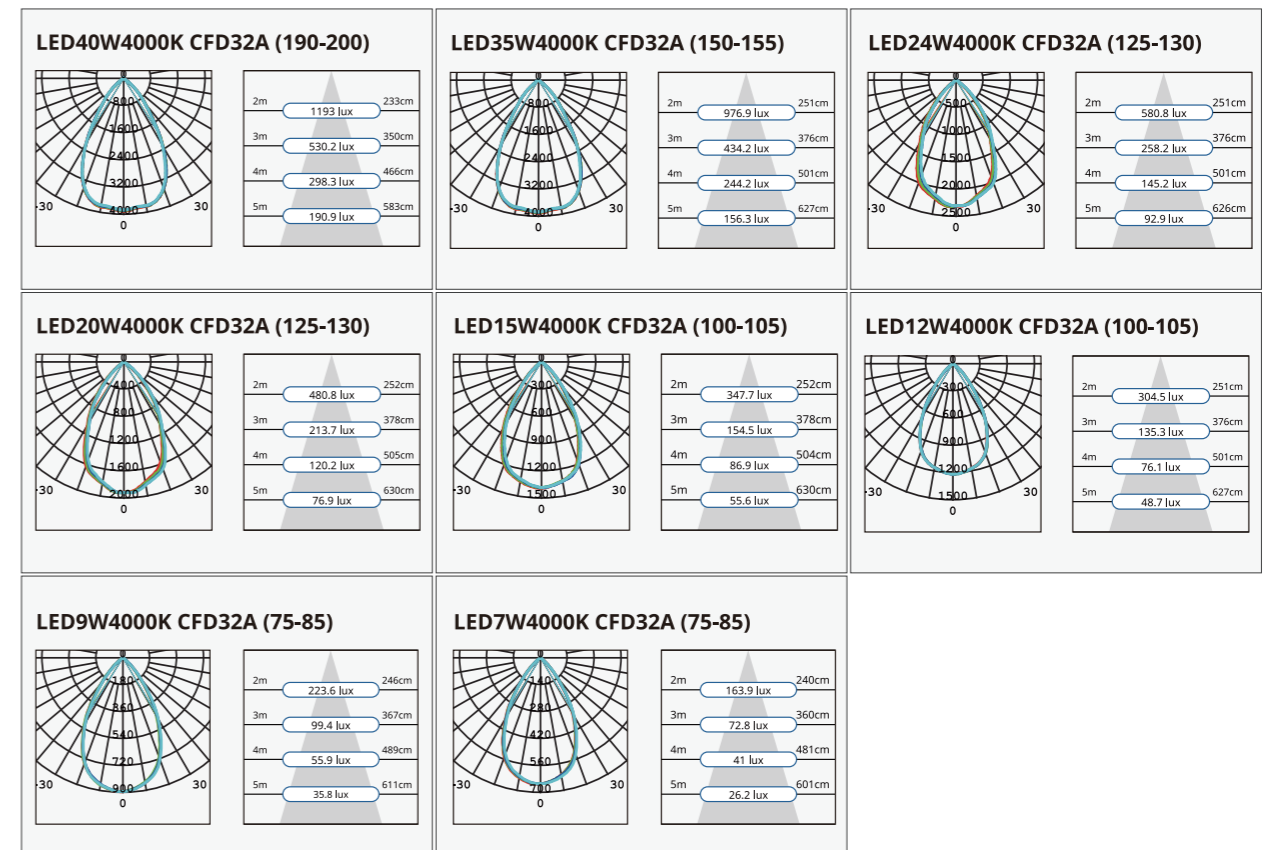 LED40W4000K CFD32A (190-200)
0
800
1600
2400
3200
4000
-30
30
0
2m
1193 lux
233cm
3m
530.2 lux
350cm
4m
298.3 lux
466cm
5m
190.9 lux
583cm
LED35W4000K CFD32A (150-155)
0
800
1600
2400
3200
4000
-30
30
0
2m
976.9 lux
251cm
3m
434.2 lux
376cm
4m
244.2 lux
501cm
5m
156.3 lux
627cm
LED24W4000K CFD32A (125-130)
0
500
1000
1500
2000
2500
-30
30
0
2m
580.8 lux
251cm
3m
258.2 lux
376cm
4m
145.2 lux
501cm
5m
92.9 lux
626cm
LED20W4000K CFD32A (125-130)
0
400
800
1200
1600
2000
-30
30
0
2m
480.8 lux
252cm
3m
213.7 lux
378cm
4m
120.2 lux
505cm
5m
76.9 lux
630cm
LED15W4000K CFD32A (100-105)
0
300
600
900
1200
1500
-30
30
0
2m
347.7 lux
252cm
3m
154.5 lux
378cm
4m
86.9 lux
504cm
5m
55.6 lux
630cm
LED12W4000K CFD32A (100-105)
0
300
600
900
1200
1500
-30
30
0
2m
304.5 lux
251cm
3m
135.3 lux
376cm
4m
76.1 lux
501cm
5m
48.7 lux
627cm
LED9W4000K CFD32A (75-85)
0
180
360
540
720
900
-30
30
0
2m
223.6 lux
246cm
3m
99.4 lux
367cm
4m
55.9 lux
489cm
5m
35.8 lux
611cm
LED7W4000K CFD32A (75-85)
0
140
280
420
560
700
-30
30
0
2m
163.9 lux
240cm
3m
72.8 lux
360cm
4m
41 lux
481cm
5m
26.2 lux
601cm